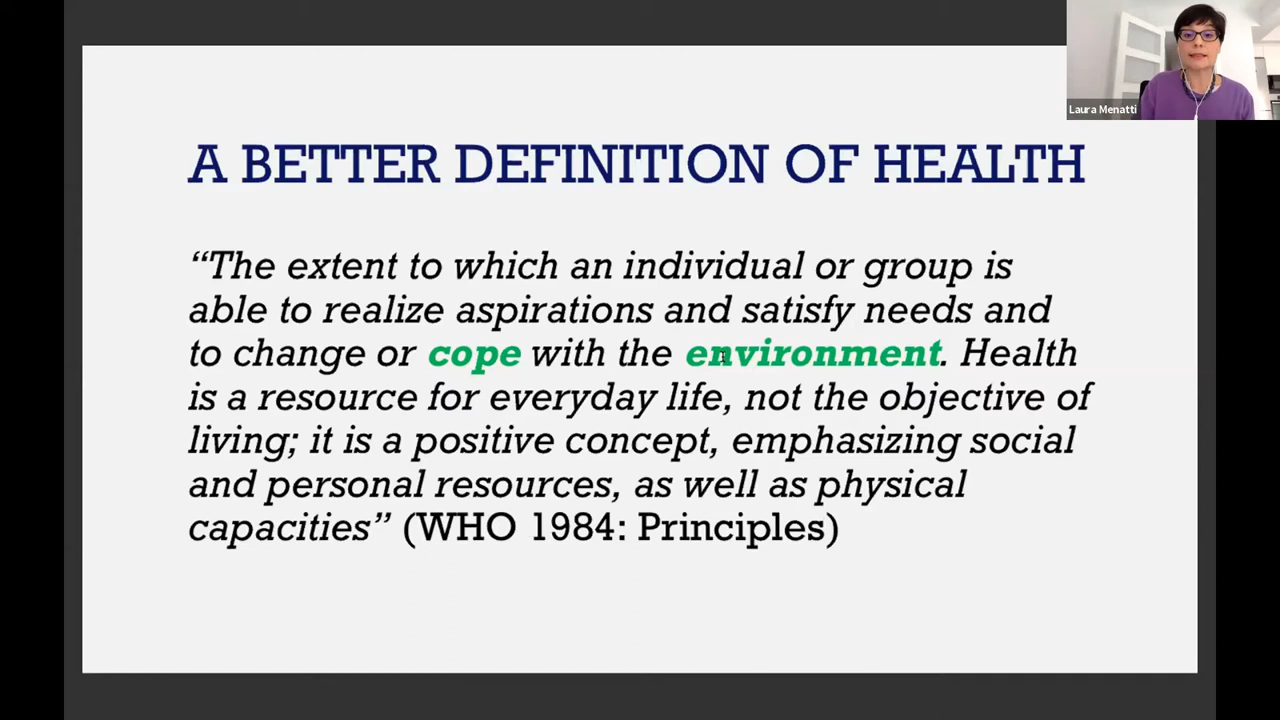 Laura Menatti
A BETTER DEFINITION OF HEALTH
“The extent to which an individual or group is
able to realize aspirations and satisfy needs and
to change or cope with the environment. Health
is a resource for everyday life, not the objective of
living; it is a positive concept, emphasizing social
and personal resources, as well as physical
capacities” (WHO 1984: Principles)